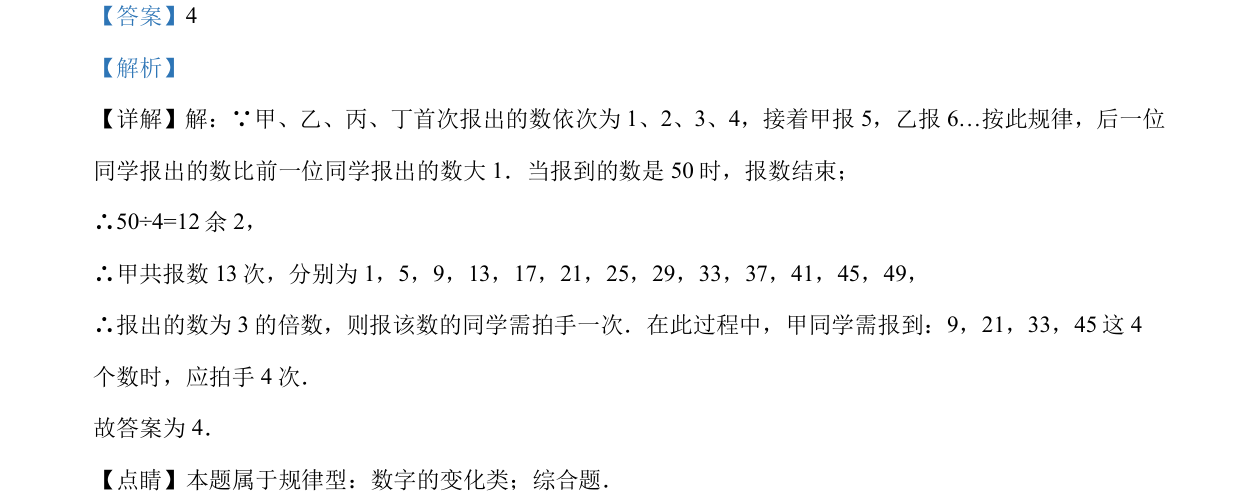 【答案】4
【解析】
【详解】解：∵甲、乙、丙、丁首次报出的数依次为 1、2、3、4，接着甲报 5，乙报 6…按此规律，后一位
同学报出的数比前一位同学报出的数大 1．当报到的数是 50 时，报数结束；
∴50÷4=12 余 2，
∴甲共报数 13 次，分别为 1，5，9，13，17，21，25，29，33，37，41，45，49，
∴报出的数为 3 的倍数，则报该数的同学需拍手一次．在此过程中，甲同学需报到：9，21，33，45 这 4
个数时，应拍手 4 次．
故答案为 4．
【点睛】本题属于规律型：数字的变化类；综合题．